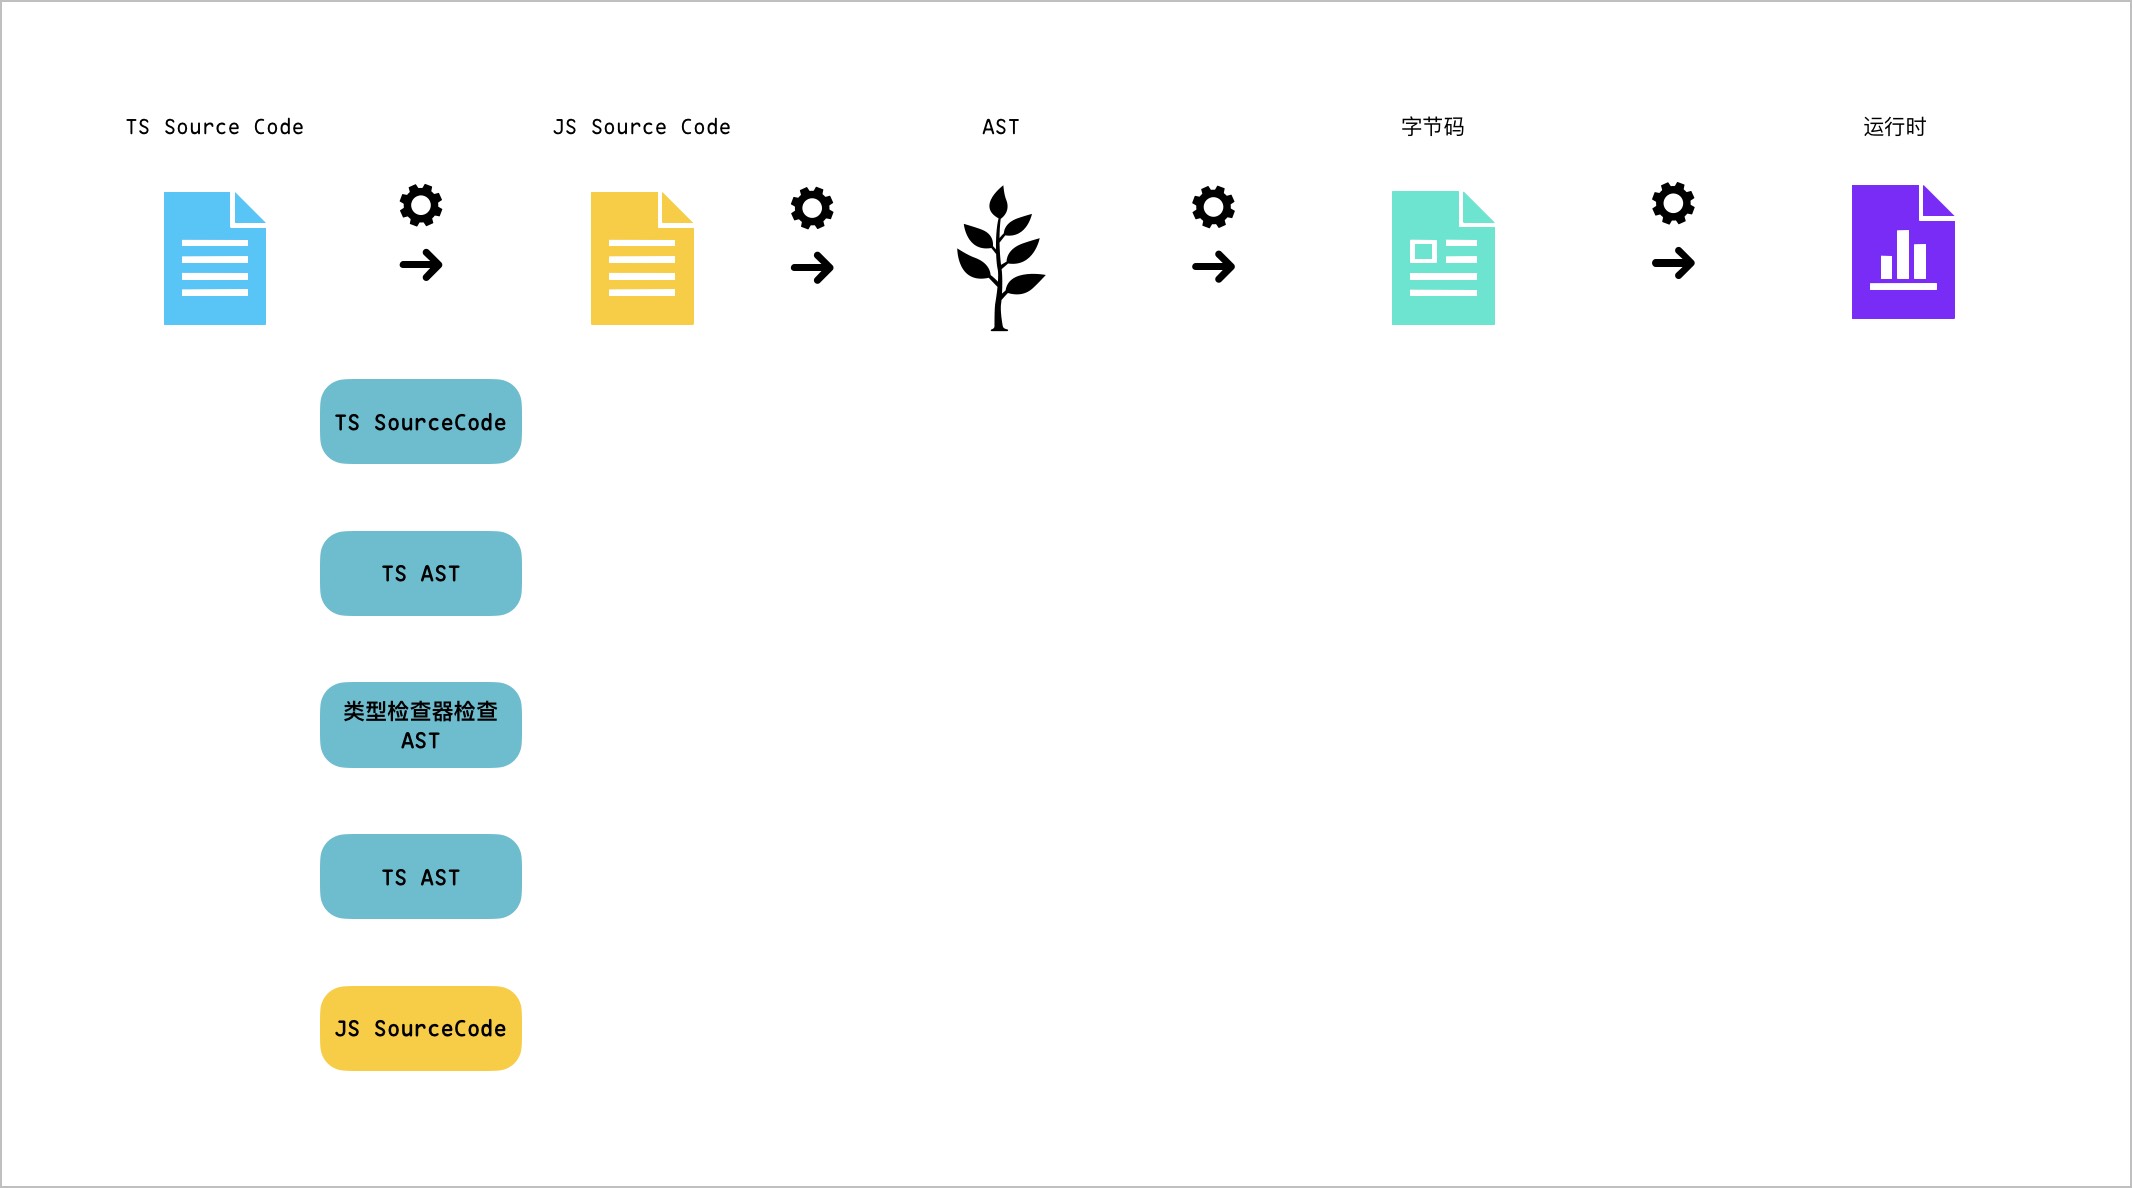 TS Source Code
JS Source Code
AST
字节码
运行时
TS SourceCode
TS AST
类型检查器检查
AST
TS AST
JS SourceCode